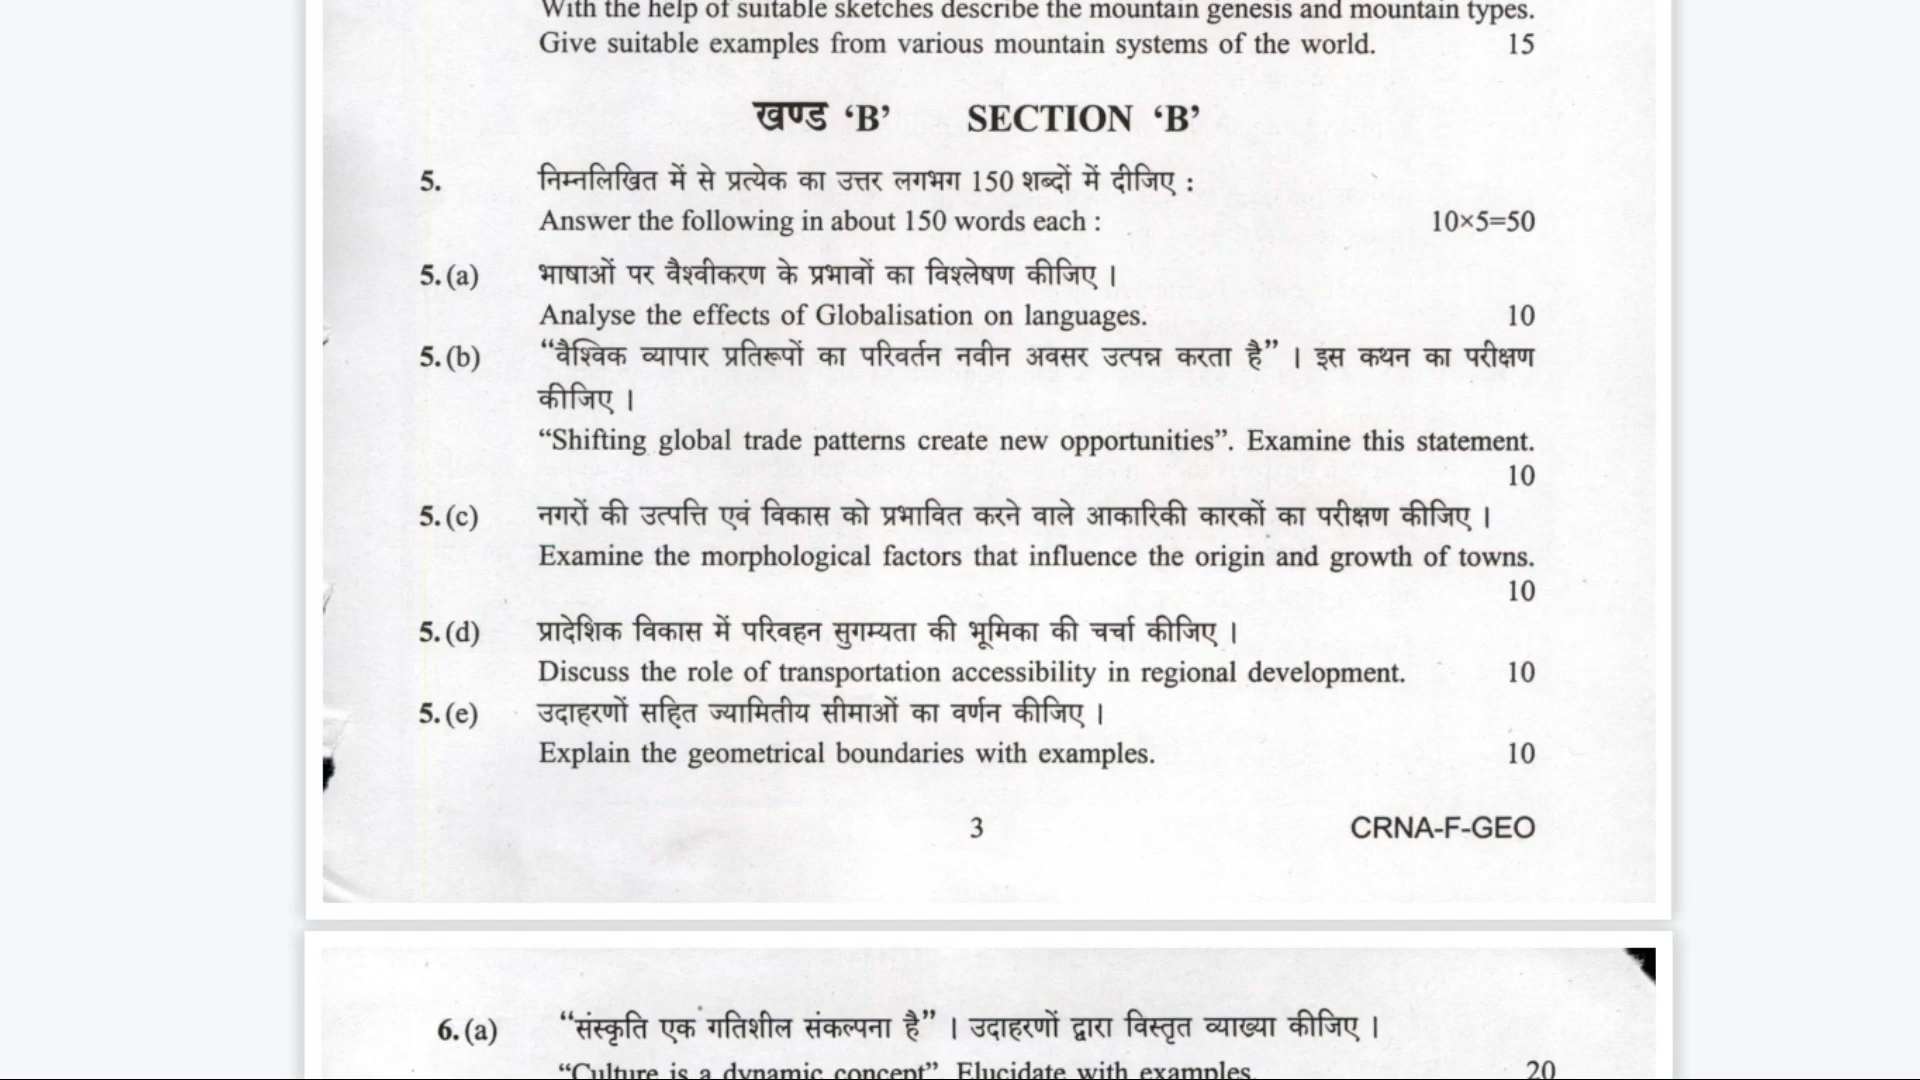 With the help of suitable sketches describe the mountain genesis and mountain types.
Give suitable examples from various mountain systems of the world. 15
खण्ड ‘B’ SECTION ‘B’
5. निम्नलिखित में से प्रत्येक का उत्तर लगभग 150 शब्दों में दीजिए :
Answer the following in about 150 words each : 10×5=50
5.(a) भाषाओं पर वैश्वीकरण के प्रभावों का विश्लेषण कीजिए ।
Analyse the effects of Globalisation on languages. 10
5.(b) “वैश्विक व्यापार प्रतिरूपों का परिवर्तन नवीन अवसर उत्पन्न करता है” । इस कथन का परीक्षण
कीजिए ।
“Shifting global trade patterns create new opportunities”. Examine this statement.
10
5.(c) नगरों की उत्पत्ति एवं विकास को प्रभावित करने वाले आकारिकी कारकों का परीक्षण कीजिए ।
Examine the morphological factors that influence the origin and growth of towns.
10
5.(d) प्रादेशिक विकास में परिवहन सुगम्यता की भूमिका की चर्चा कीजिए ।
Discuss the role of transportation accessibility in regional development. 10
5.(e) उदाहरणों सहित ज्यामितीय सीमाओं का वर्णन कीजिए ।
Explain the geometrical boundaries with examples. 10
3 CRNA-F-GEO
6.(a) “संस्कृति एक गतिशील संकल्पना है” । उदाहरणों द्वारा विस्तृत व्याख्या कीजिए ।
“Culture is a dynamic concept”. Elucidate with examples. 20